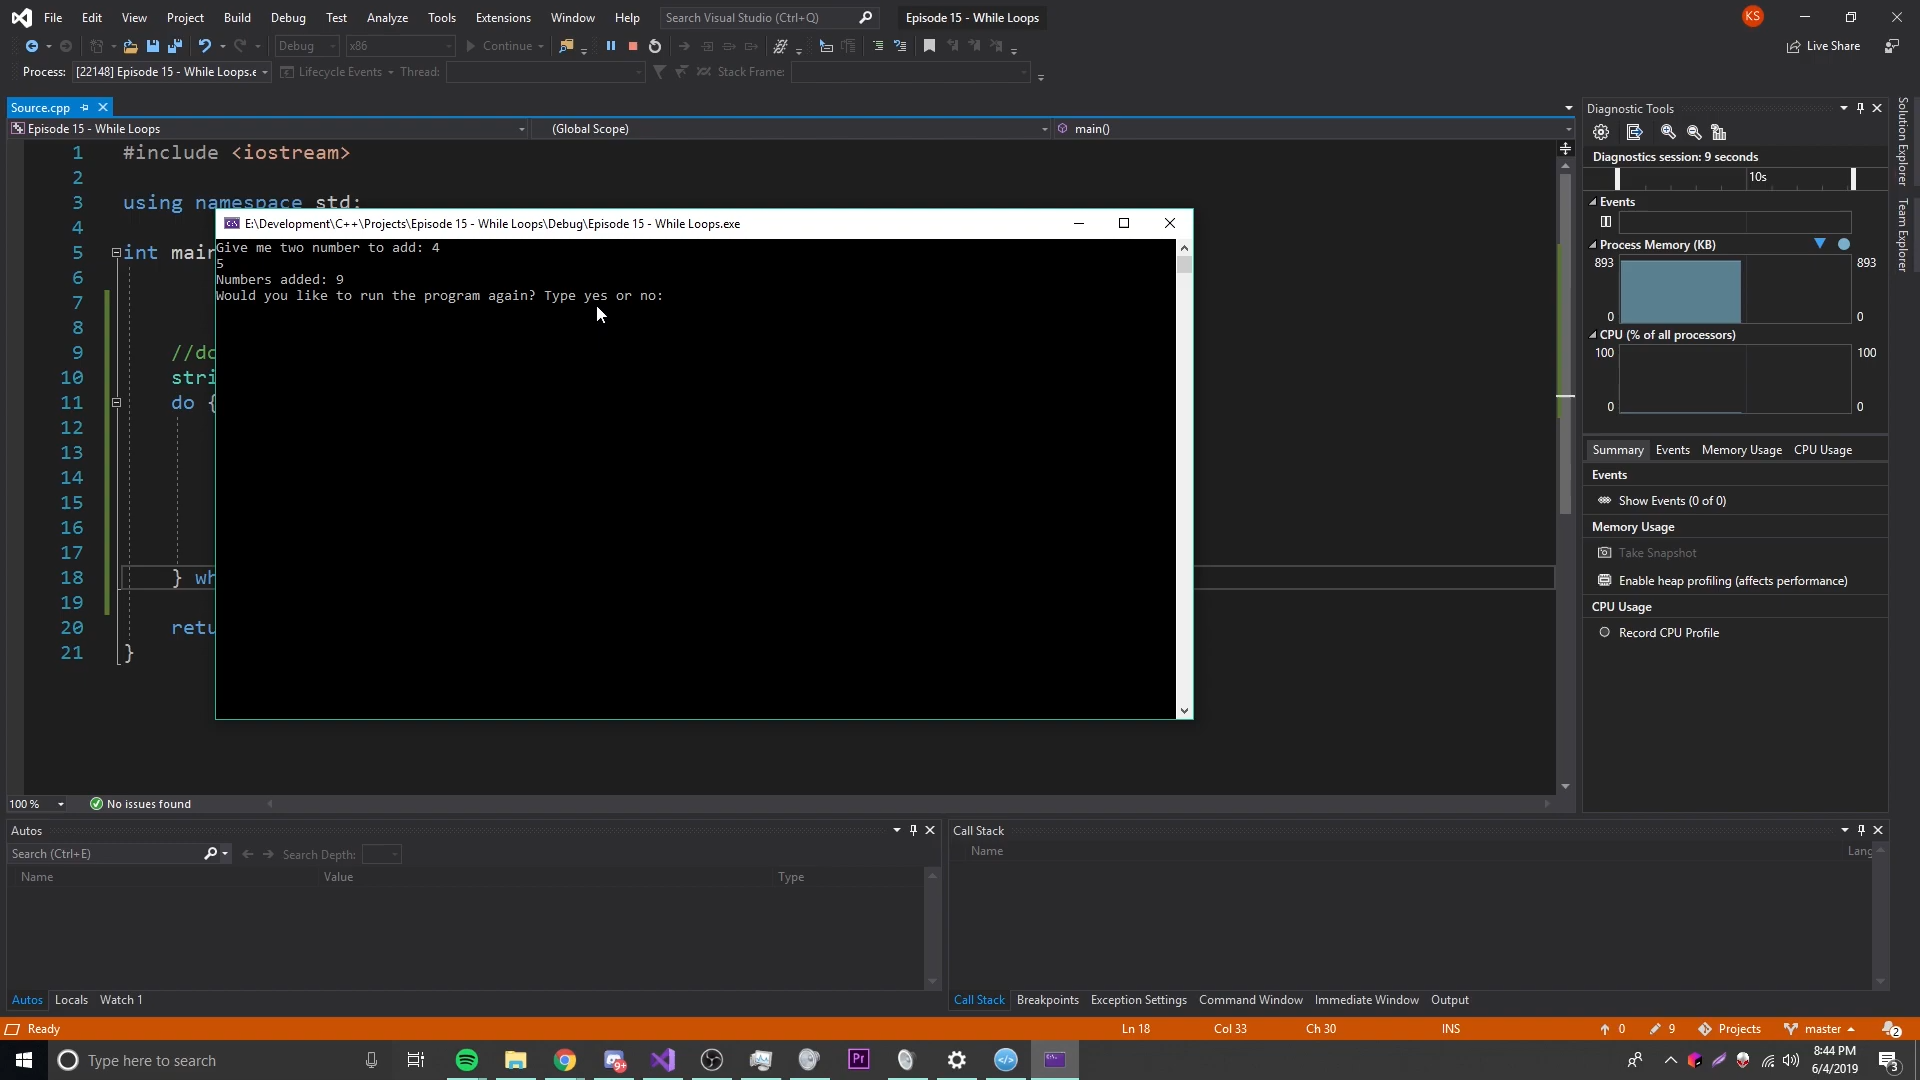 File Edit View Project Build Debug Test Analyze Tools Extensions Window Help Search Visual Studio (Ctrl+Q) Episode 15 - While Loops KS
Debug x86 Continue Live Share
Process: [22148] Episode 15 - While Loops.e Lifecycle Events Thread: Stack Frame:
Source.cpp
Episode 15 - While Loops (Global Scope) main()
1 #include <iostream>
2
3 using namespace std;
4
5 int main
6
7
8
9 //do
10 stri
11 do {
12
13
14
15
16
17
18 } wh
19
20 retu
21 }
E:\Development\C++\Projects\Episode 15 - While Loops\Debug\Episode 15 - While Loops.exe
Give me two number to add: 4
5
Numbers added: 9
Would you like to run the program again? Type yes or no:
100 % No issues found
Diagnostic Tools
Diagnostics session: 9 seconds
10s
Events
Process Memory (KB)
893 893
0 0
CPU (% of all processors)
100 100
0 0
Summary Events Memory Usage CPU Usage
Events
Show Events (0 of 0)
Memory Usage
Take Snapshot
Enable heap profiling (affects performance)
CPU Usage
Record CPU Profile
Solution Explorer
Team Explorer
Autos
Search (Ctrl+E) Search Depth:
Name Value Type
Autos Locals Watch 1
Call Stack
Name Lang
Call Stack Breakpoints Exception Settings Command Window Immediate Window Output
Ready Ln 18 Col 33 Ch 30 INS 0 9 Projects master 2
Type here to search 9+ Pr 8:44 PM
6/4/2019 3